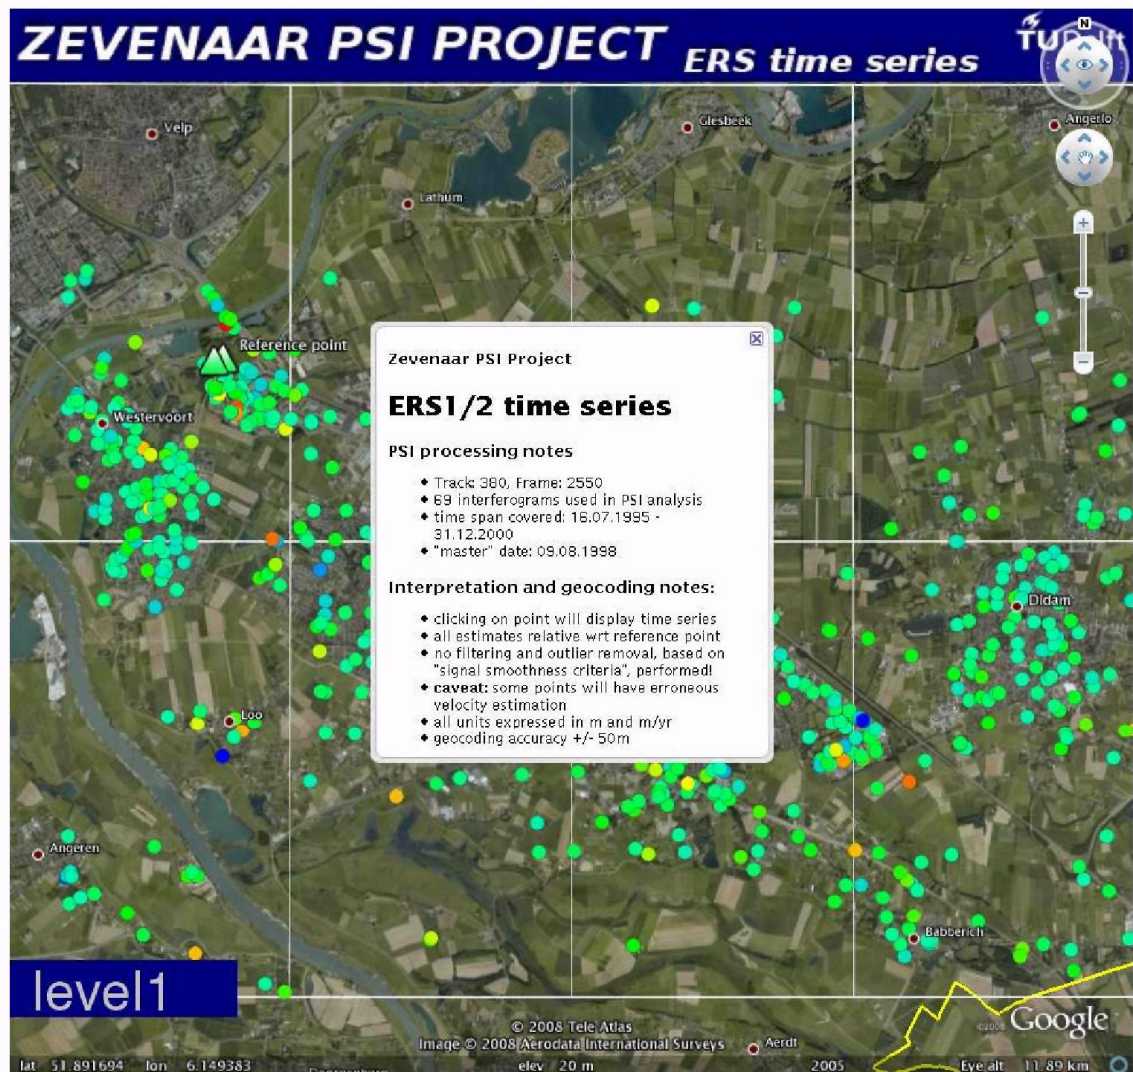 ZEVENAAR PSI PROJECT ERS time series
TUDelft
N
Velp
Giesbeek
Angerlo
Lathum
Reference point
Westervoort
Zevenaar PSI Project
ERS1/2 time series
PSI processing notes
Track: 380, Frame: 2550
69 interferograms used in PSI analysis
time span covered: 16.07.1995 -
31.12.2000
"master" date: 09.08.1998
Interpretation and geocoding notes:
clicking on point will display time series
all estimates relative wrt reference point
no filtering and outlier removal, based on
"signal smoothness criteria", performed!
caveat: some points will have erroneous
velocity estimation
all units expressed in m and m/yr
geocoding accuracy +/- 50m
Didam
Loo
Angeren
Babberich
level1
© 2008 Tele Atlas
Image © 2008 Aerodata International Surveys
©2008 Google
Aerdt
lat 51.891694 lon 6.149383 elev 20 m 2005 Eye alt 11.89 km